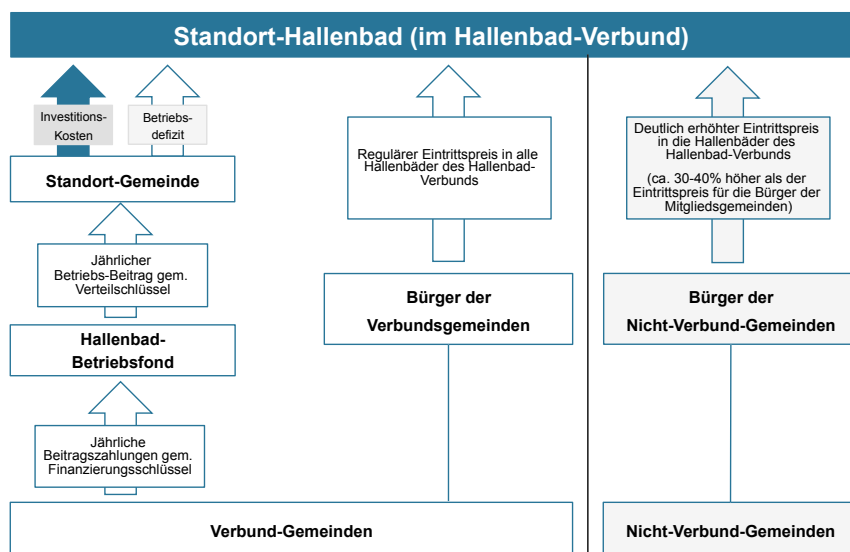 Standort-Hallenbad (im Hallenbad-Verbund)
Investitions-
Kosten
Betriebs-
defizit
Standort-Gemeinde
Jährlicher
Betriebs-Beitrag gem.
Verteilschlüssel
Hallenbad-
Betriebsfond
Jährliche
Beitragszahlungen gem.
Finanzierungsschlüssel
Regulärer Eintrittspreis in alle
Hallenbäder des Hallenbad-
Verbunds
Bürger der
Verbundsgemeinden
Verbund-Gemeinden
Deutlich erhöhter Eintrittspreis
in die Hallenbäder des
Hallenbad-Verbunds
(ca. 30-40% höher als der
Eintrittspreis für die Bürger der
Mitgliedsgemeinden)
Bürger der
Nicht-Verbund-Gemeinden
Nicht-Verbund-Gemeinden